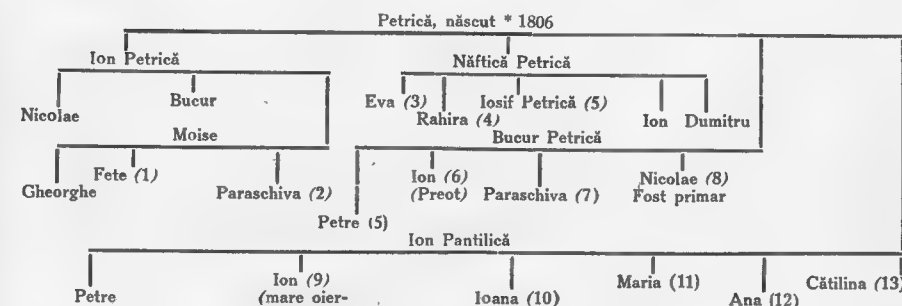 Petrică, născut * 1806
Ion Petrică
Năftică Petrică
Nicolae
Bucur
Eva (3)
Rahira (4)
Iosif Petrică (5)
Ion
Dumitru
Moise
Bucur Petrică
Gheorghe
Fete (1)
Paraschiva (2)
Petre (5)
Ion (6)
(Preot)
Paraschiva (7)
Nicolae (8)
Fost primar
Ion Pantilică
Petre
Ion (9)
(mare oier-
Ioana (10)
Maria (11)
Ana (12)
Cătilina (13)